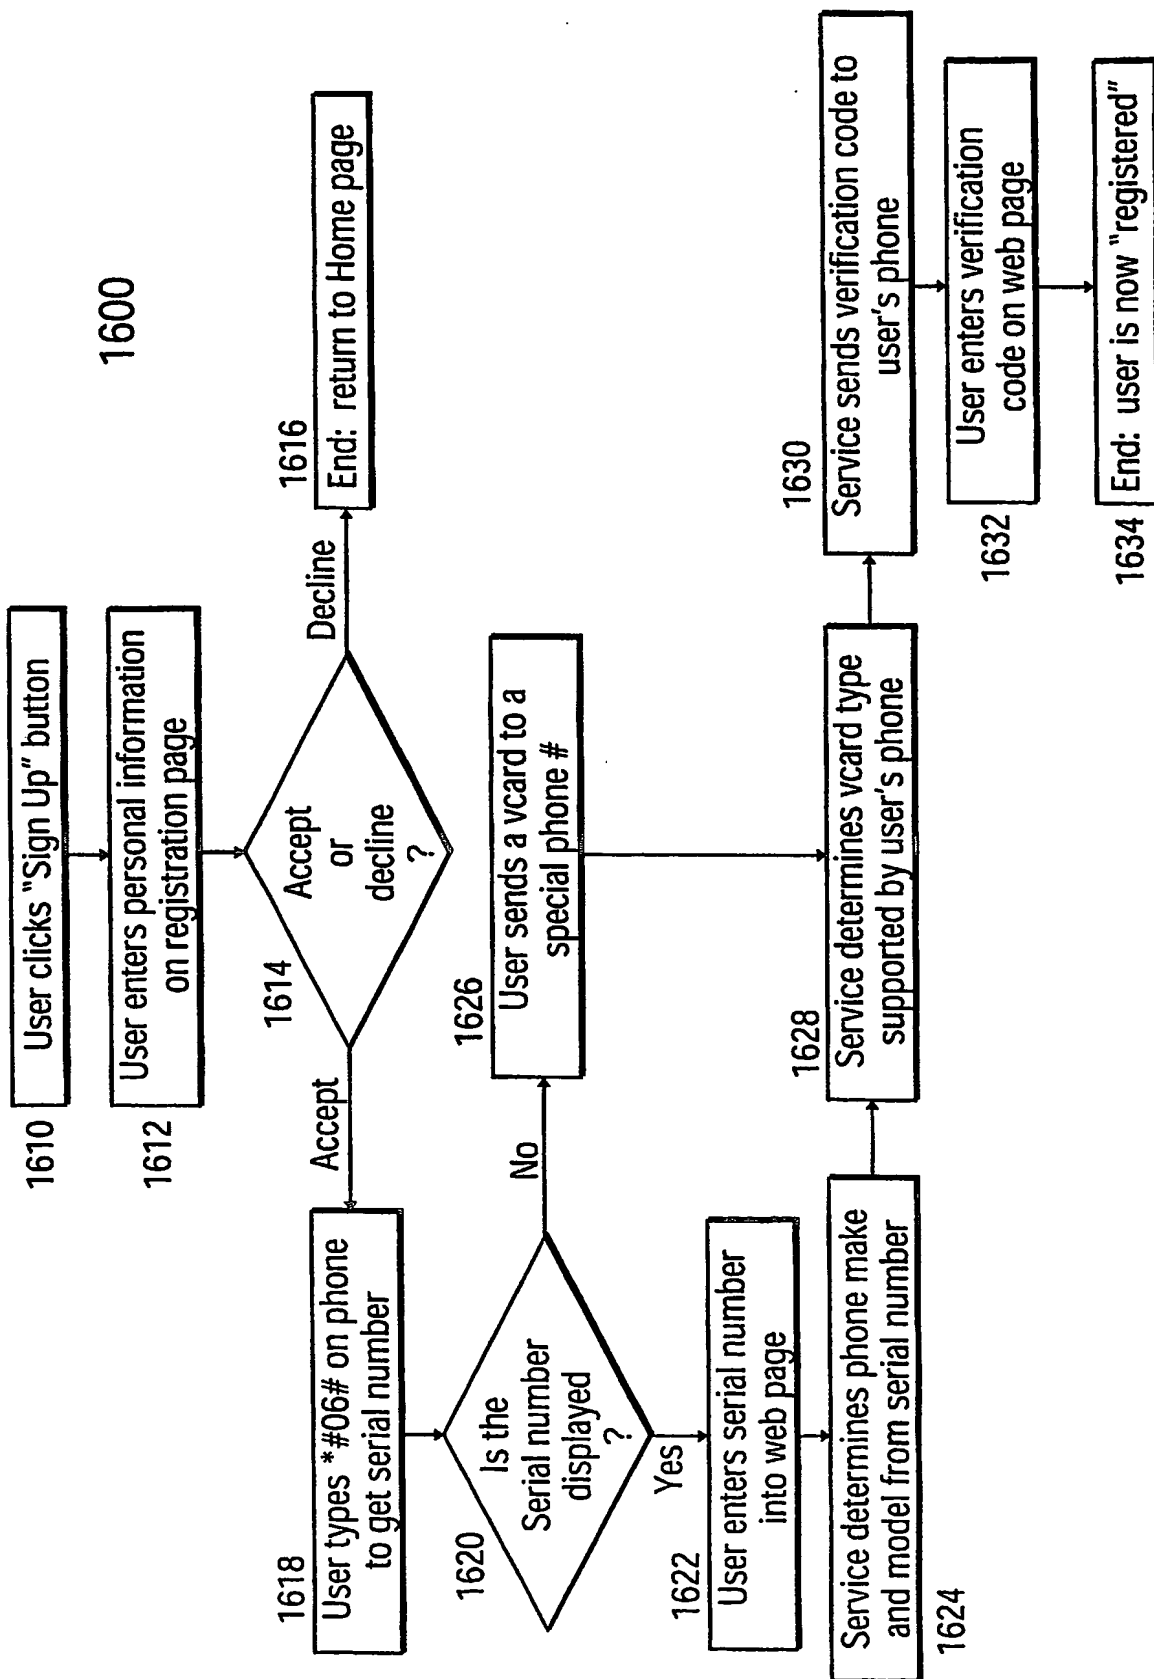 1600
1610
User clicks "Sign Up" button
1612
User enters personal information
on registration page
1614
Accept
or
decline
?
Decline
1616
End: return to Home page
Accept
1618
User types *#06# on phone
to get serial number
1620
Is the
Serial number
displayed
?
No
1626
User sends a vcard to a
special phone #
Yes
1622
User enters serial number
into web page
1624
Service determines phone make
and model from serial number
1628
Service determines vcard type
supported by user's phone
1630
Service sends verification code to
user's phone
1632
User enters verification
code on web page
1634
End: user is now "registered"